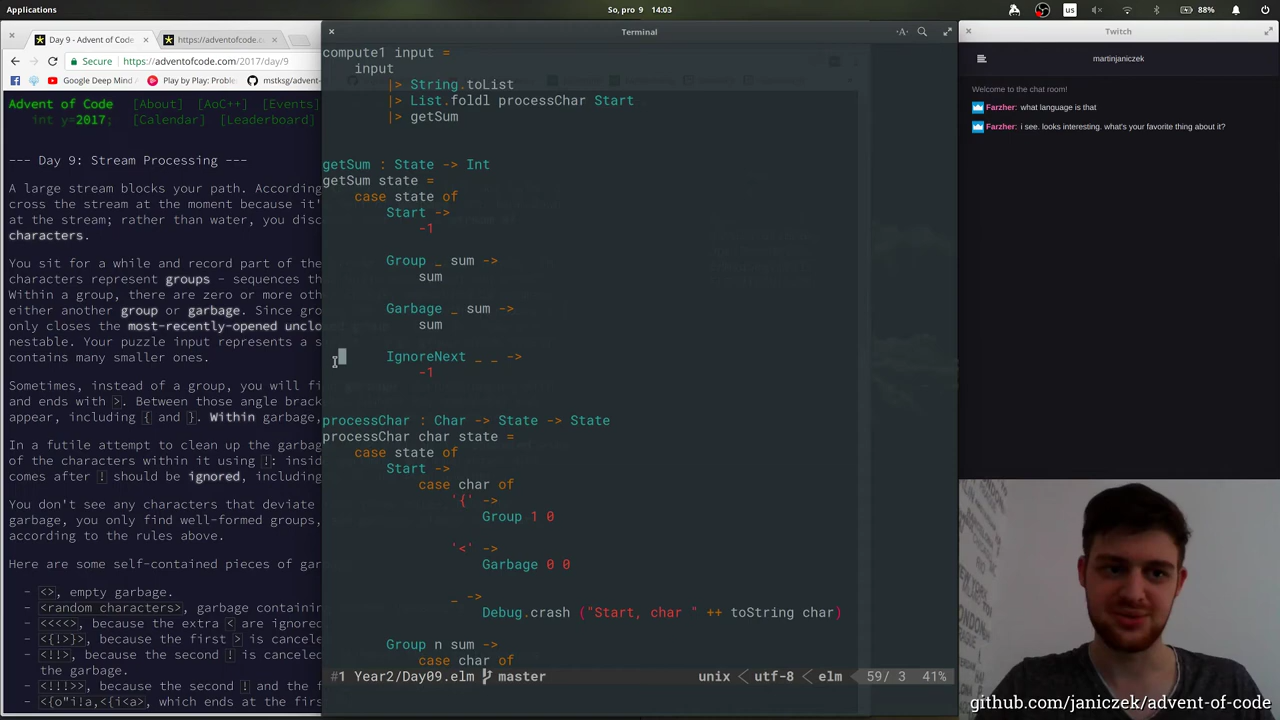 Applications
So, pro 9 14:03
us
88%
Day 9 - Advent of Code
https://adventofcode.c
Secure
https://adventofcode.com/2017/day/9
Google Deep Mind
Play by Play: Proble
mstksg/adv
Advent of Code
[About]
[AoC++]
[Events]
int y=2017;
[Calendar]
[Leaderboard]
--- Day 9: Stream Processing ---
A large stream blocks your path. According
cross the stream at the moment because it'
at the stream; rather than water, you disc
characters.
You sit for a while and record part of the
characters represent groups - sequences th
Within a group, there are zero or more oth
either another group or garbage. Since gro
only closes the most-recently-opened unclo
nestable. Your puzzle input represents a s
contains many smaller ones.
Sometimes, instead of a group, you will fi
and ends with >. Between those angle brack
appear, including { and }. Within garbage,
In a futile attempt to clean up the garbag
of the characters within it using !: insid
comes after ! should be ignored, including
You don't see any characters that deviate
garbage, you only find well-formed groups,
according to the rules above.
Here are some self-contained pieces of gar
- <>, empty garbage.
- <random characters>, garbage containin
- <<<<>, because the extra < are ignored
- <{!>}>, because the first > is cancele
- <!!>, because the second ! is canceled
the garbage.
- <!!!>>, because the second ! and the f
- <{o"i!a,<{i<a>, which ends at the firs
Terminal
compute1 input =
input
|> String.toList
|> List.foldl processChar Start
|> getSum
getSum : State -> Int
getSum state =
case state of
Start ->
-1
Group _ sum ->
sum
Garbage _ sum ->
sum
IgnoreNext _ _ ->
-1
processChar : Char -> State -> State
processChar char state =
case state of
Start ->
case char of
'{' ->
Group 1 0
'<' ->
Garbage 0 0
_ ->
Debug.crash ("Start, char " ++ toString char)
Group n sum ->
case char of
#1 Year2/Day09.elm master
unix < utf-8 < elm
59/ 3
41%
Twitch
martinjaniczek
Welcome to the chat room!
Farzher: what language is that
Farzher: i see. looks interesting. what's your favorite thing about it?
github.com/janiczek/advent-of-code